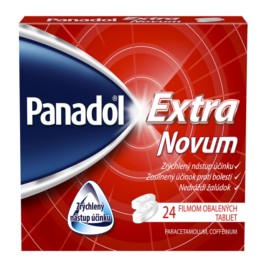 Panadol
Extra
Novum
Zrýchlený nástup účinku ✓
Zosilnený účinok proti bolesti ✓
Nedráždi žalúdok ✓
Zrýchlený
nástup účinku
24 FILMOM OBALENÝCH
TABLIET
PARACETAMOLUM, COFFEINUM